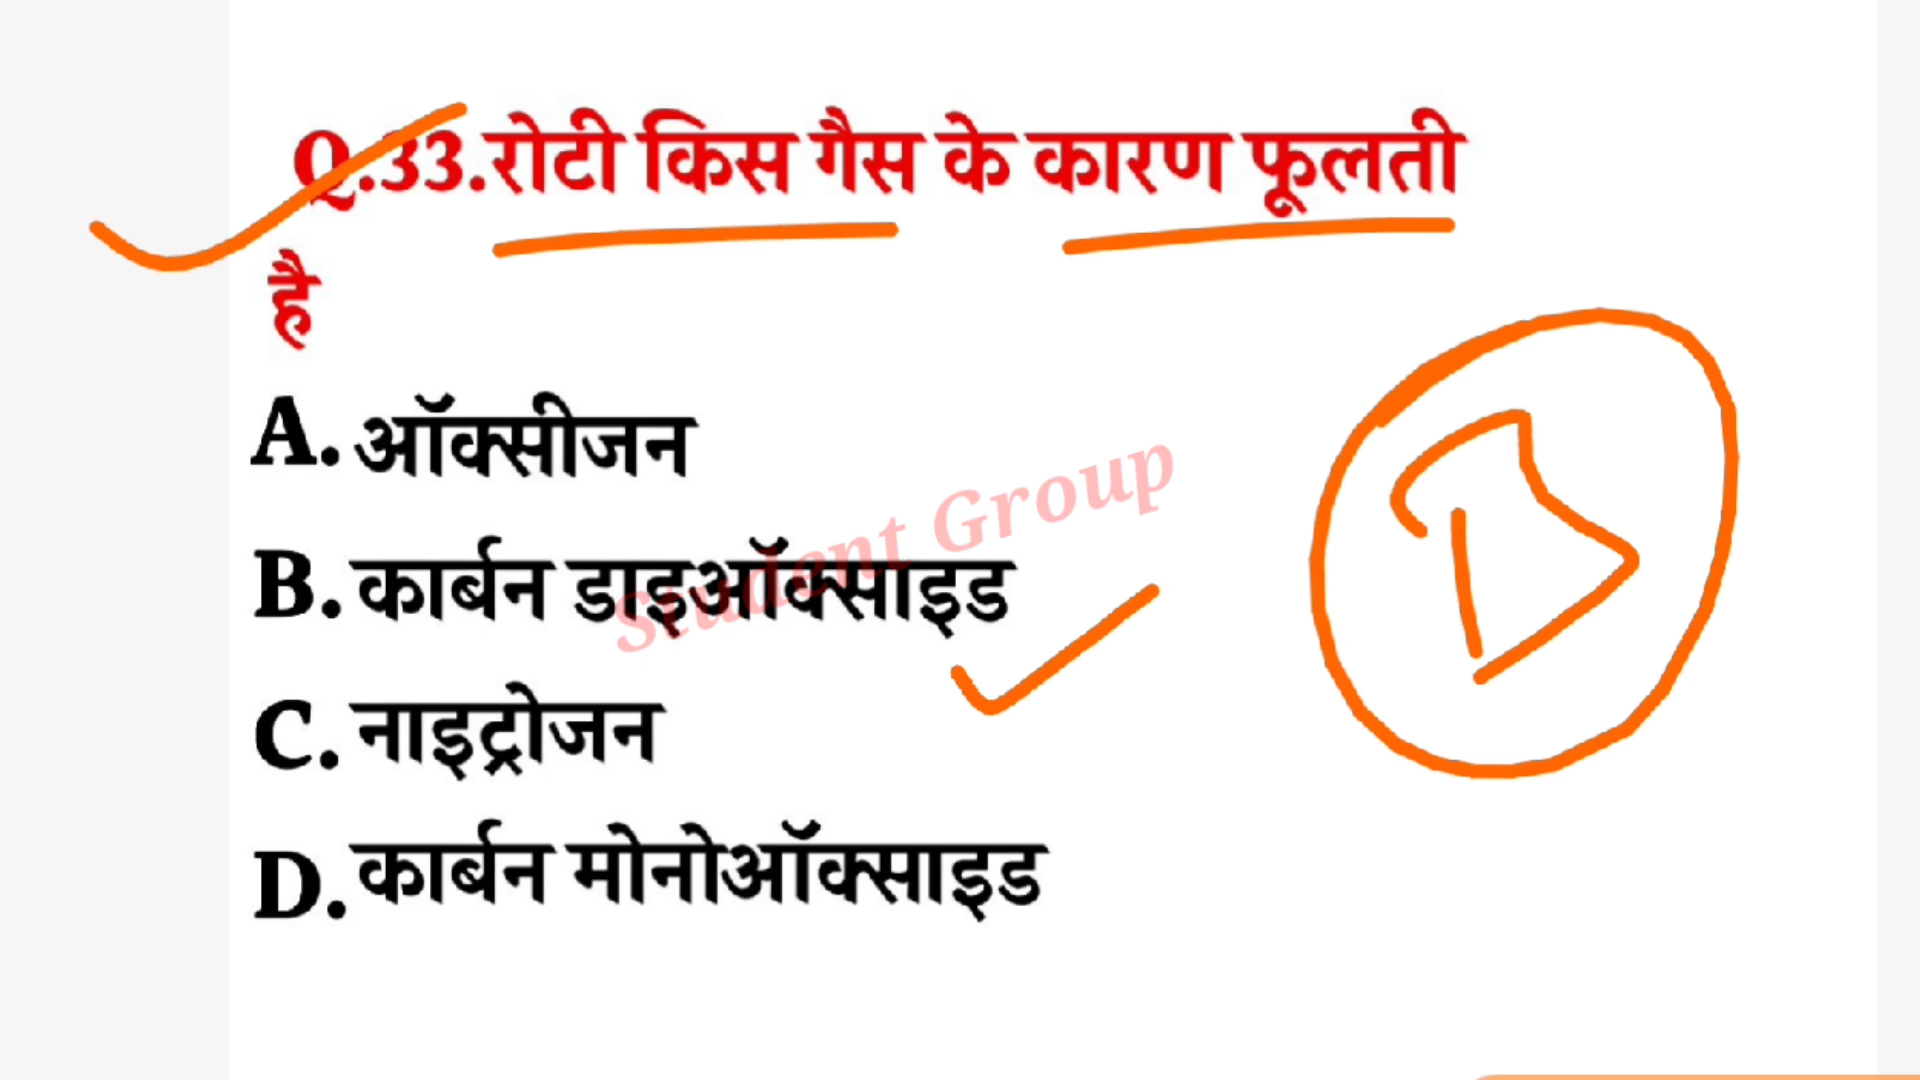 Q.33.रोटी किस गैस के कारण फूलती
है
A. ऑक्सीजन
B. कार्बन डाइऑक्साइड
C. नाइट्रोजन
D. कार्बन मोनोऑक्साइड
Student Group